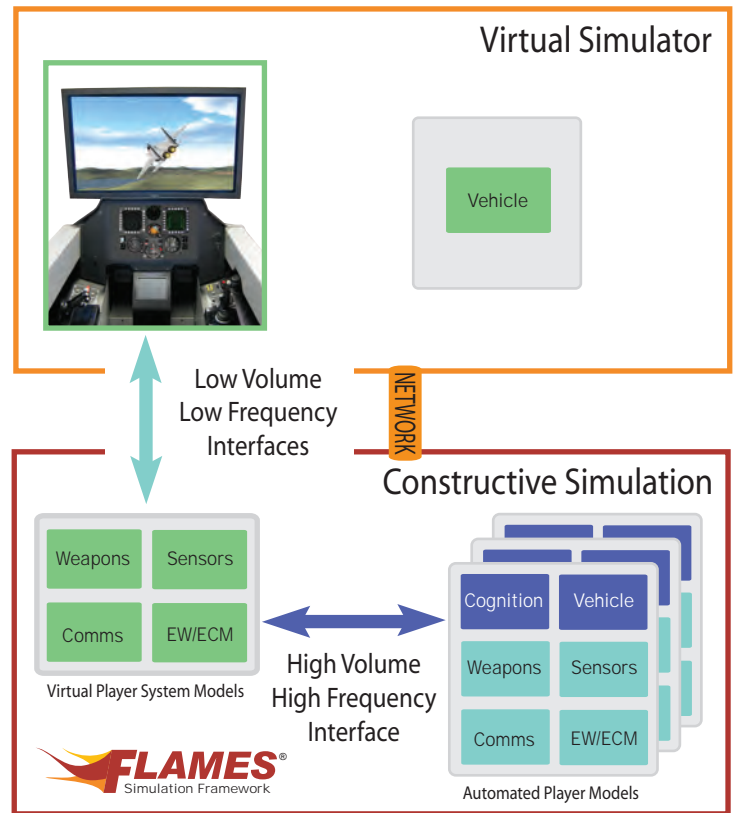 Virtual Simulator
Vehicle
Low Volume
Low Frequency
Interfaces
NETWORK
Constructive Simulation
Weapons
Sensors
Comms
EW/ECM
Virtual Player System Models
High Volume
High Frequency
Interface
Cognition
Vehicle
Weapons
Sensors
Comms
EW/ECM
Automated Player Models
FLAMES®
Simulation Framework